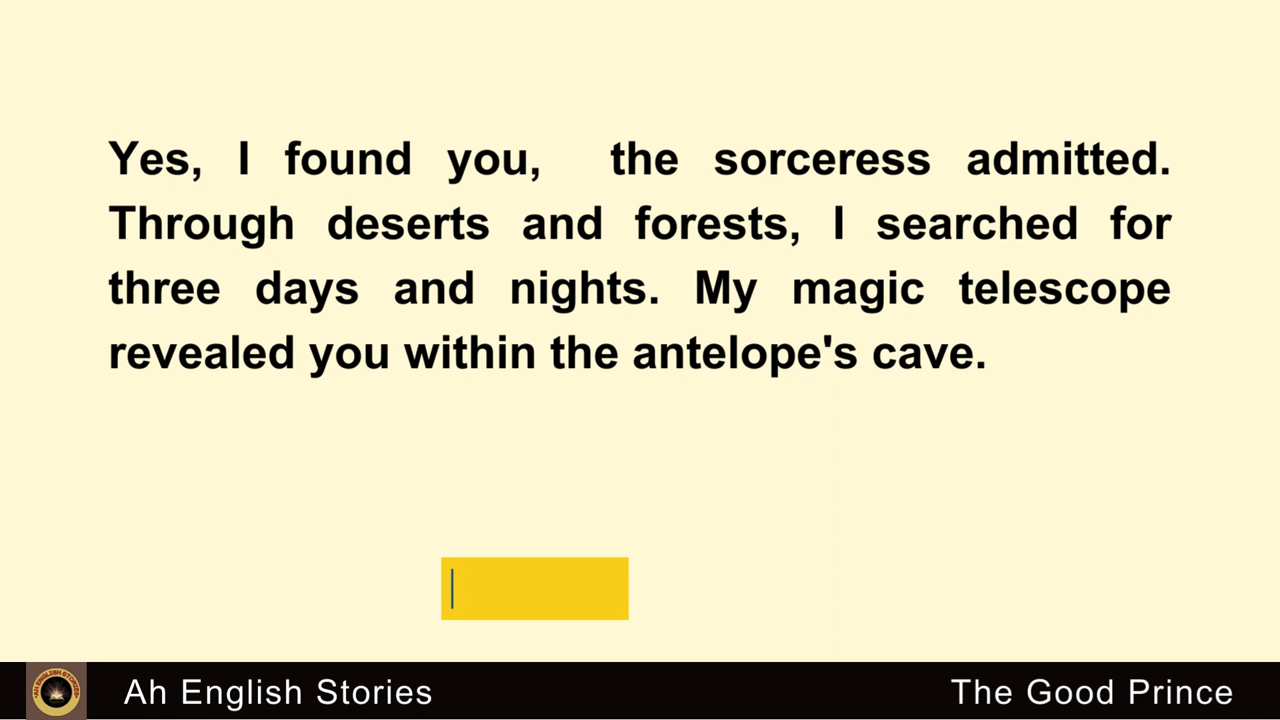 Yes, I found you, the sorceress admitted.
Through deserts and forests, I searched for
three days and nights. My magic telescope
revealed you within the antelope's cave.
Ah English Stories
The Good Prince